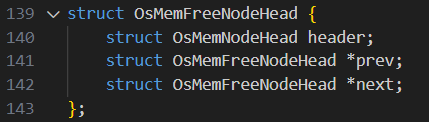 139 struct OsMemFreeNodeHead {
140     struct OsMemNodeHead header;
141     struct OsMemFreeNodeHead *prev;
142     struct OsMemFreeNodeHead *next;
143 };